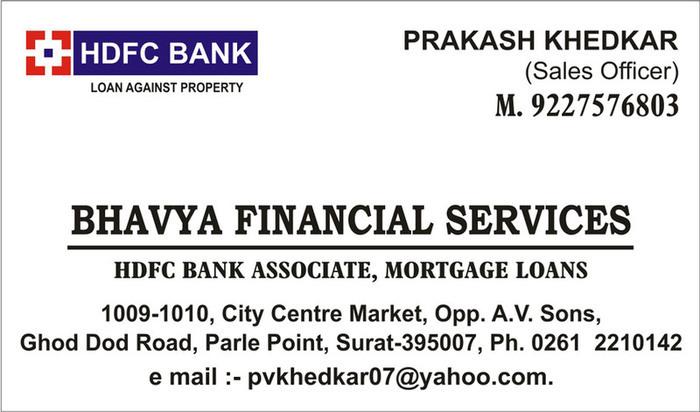 HDFC BANK
LOAN AGAINST PROPERTY
PRAKASH KHEDKAR
(Sales Officer)
M. 9227576803
BHAVYA FINANCIAL SERVICES
HDFC BANK ASSOCIATE, MORTGAGE LOANS
1009-1010, City Centre Market, Opp. A.V. Sons,
Ghod Dod Road, Parle Point, Surat-395007, Ph. 0261 2210142
e mail :- pvkhedkar07@yahoo.com.